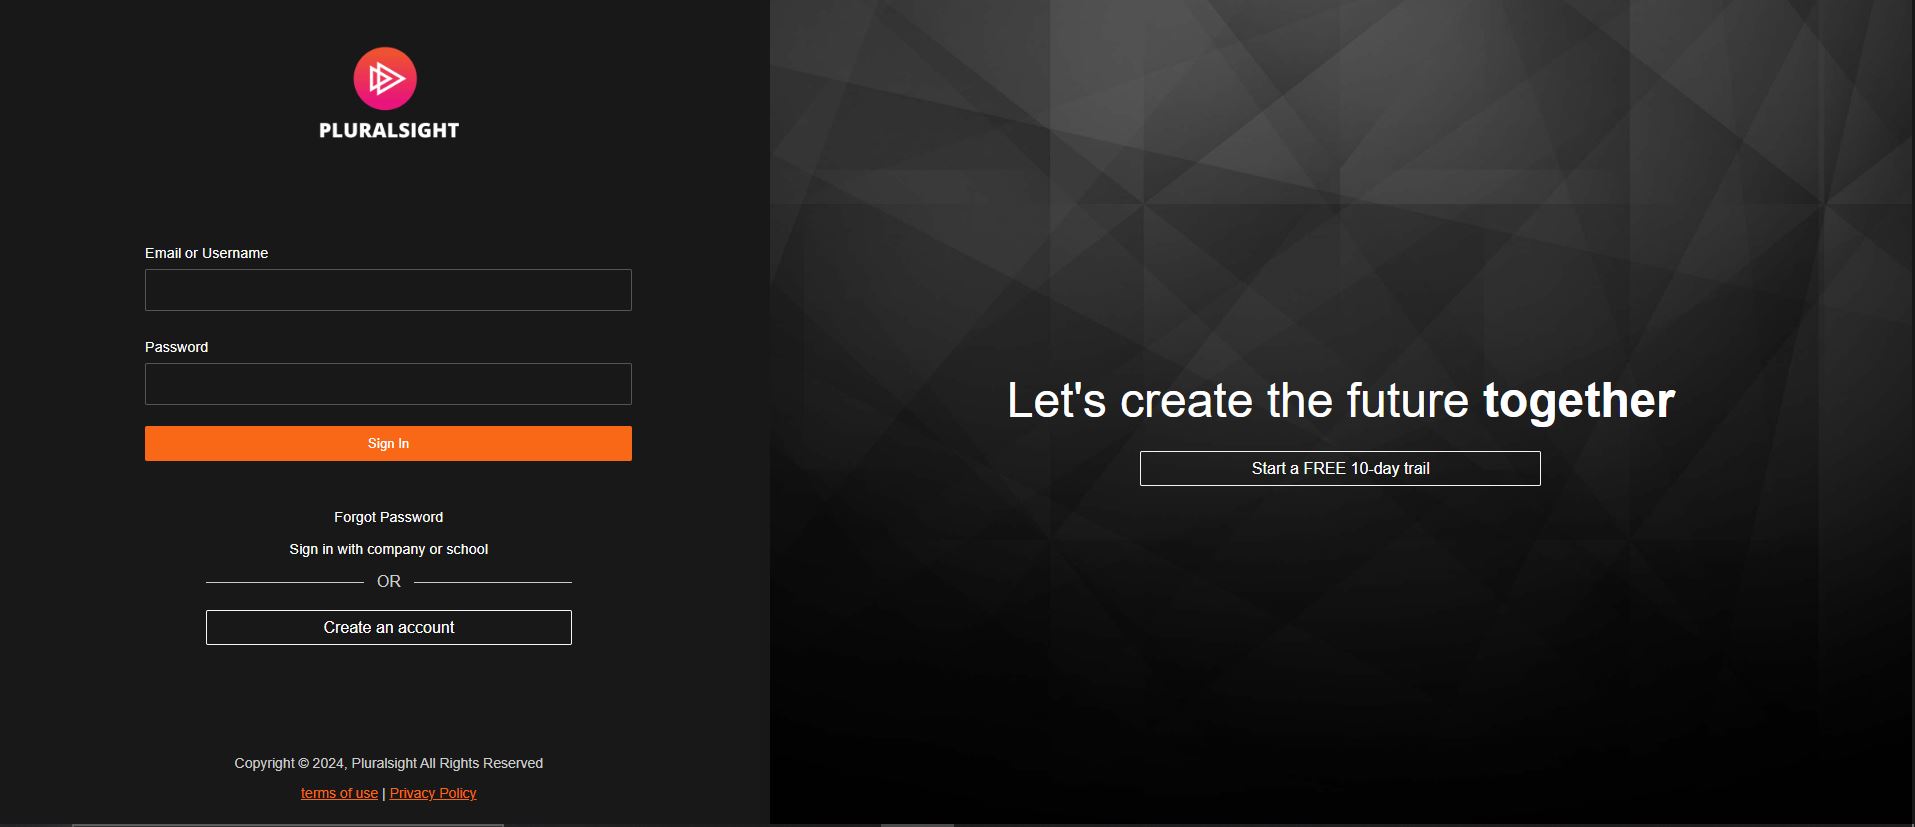 PLURALSIGHT
Email or Username
Password
Sign In
Forgot Password
Sign in with company or school
OR
Create an account
Copyright © 2024, Pluralsight All Rights Reserved
terms of use | Privacy Policy
Let's create the future together
Start a FREE 10-day trail